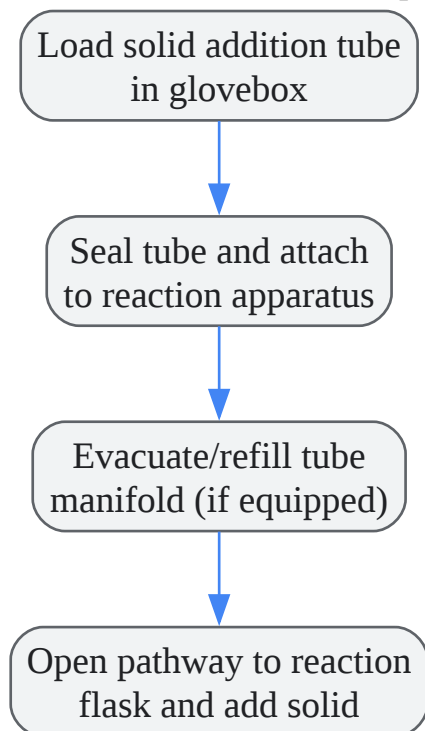 Load solid addition tube
in glovebox
Seal tube and attach
to reaction apparatus
Evacuate/refill tube
manifold (if equipped)
Open pathway to reaction
flask and add solid